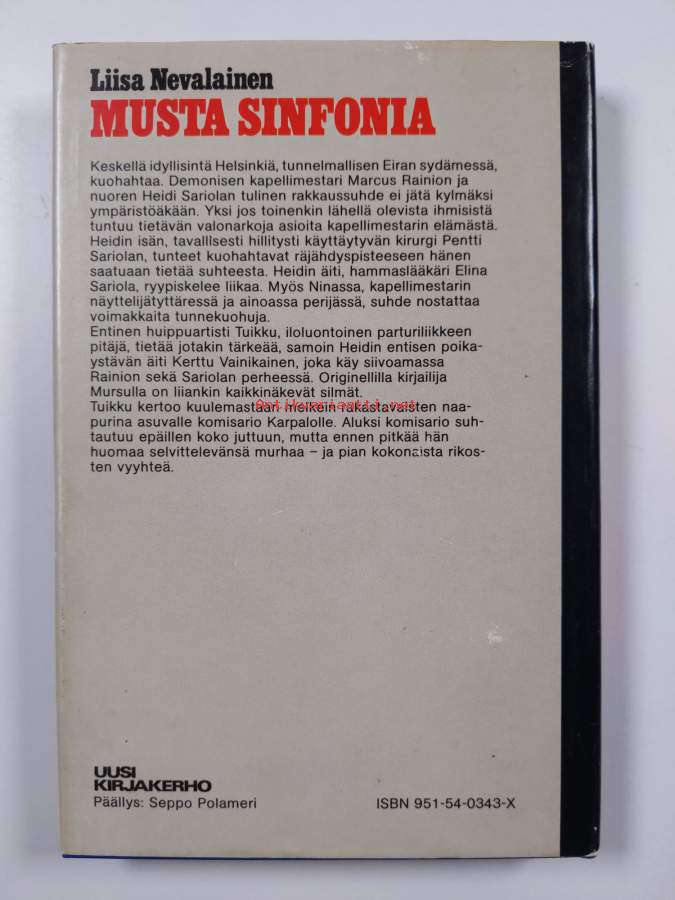 Liisa Nevalainen
MUSTA SINFONIA
Keskellä idyllisintä Helsinkiä, tunnelmallisen Eiran sydämessä,
kuohahtaa. Demonisen kapellimestari Marcus Rainion ja
nuoren Heidi Sariolan tulinen rakkaussuhde ei jätä kylmäksi
ympäristöäkään. Yksi jos toinenkin lähellä olevista ihmisistä
tuntuu tietävän valonarkoja asioita kapellimestarin elämästä.
Heidin isän, tavalllsesti hillitysti käyttäytyvän kirurgi Pentti
Sariolan, tunteet kuohahtavat räjähdyspisteeseen hänen
saatuaan tietää suhteesta. Heidin äiti, hammaslääkäri Elina
Sariola, ryypiskelee liikaa. Myös Ninassa, kapellimestarin
näyttelijätyttäressä ja ainoassa perijässä, suhde nostattaa
voimakkaita tunnekuohuja.
Entinen huippuartisti Tuikku, iloluontoinen parturiliikkeen
pitäjä, tietää jotakin tärkeää, samoin Heidin entisen poika-
ystävän äiti Kerttu Vainikainen, joka käy siivoamassa
Rainion sekä Sariolan perheessä. Originellilla kirjailija
Mursulla on liiankin kaikkinäkevät silmät.
Tuikku kertoo kuulemastaan melkein rakastavaisten naa-
purina asuvalle komisario Karpalolle. Aluksi komisario suh-
tautuu epäillen koko juttuun, mutta ennen pitkää hän
huomaa selvittelevänsä murhaa – ja pian kokonaista rikos-
ten vyyhteä.
Antikvariaatti.net
UUSI
KIRJAKERHO
Päällys: Seppo Polameri
ISBN 951-54-0343-X